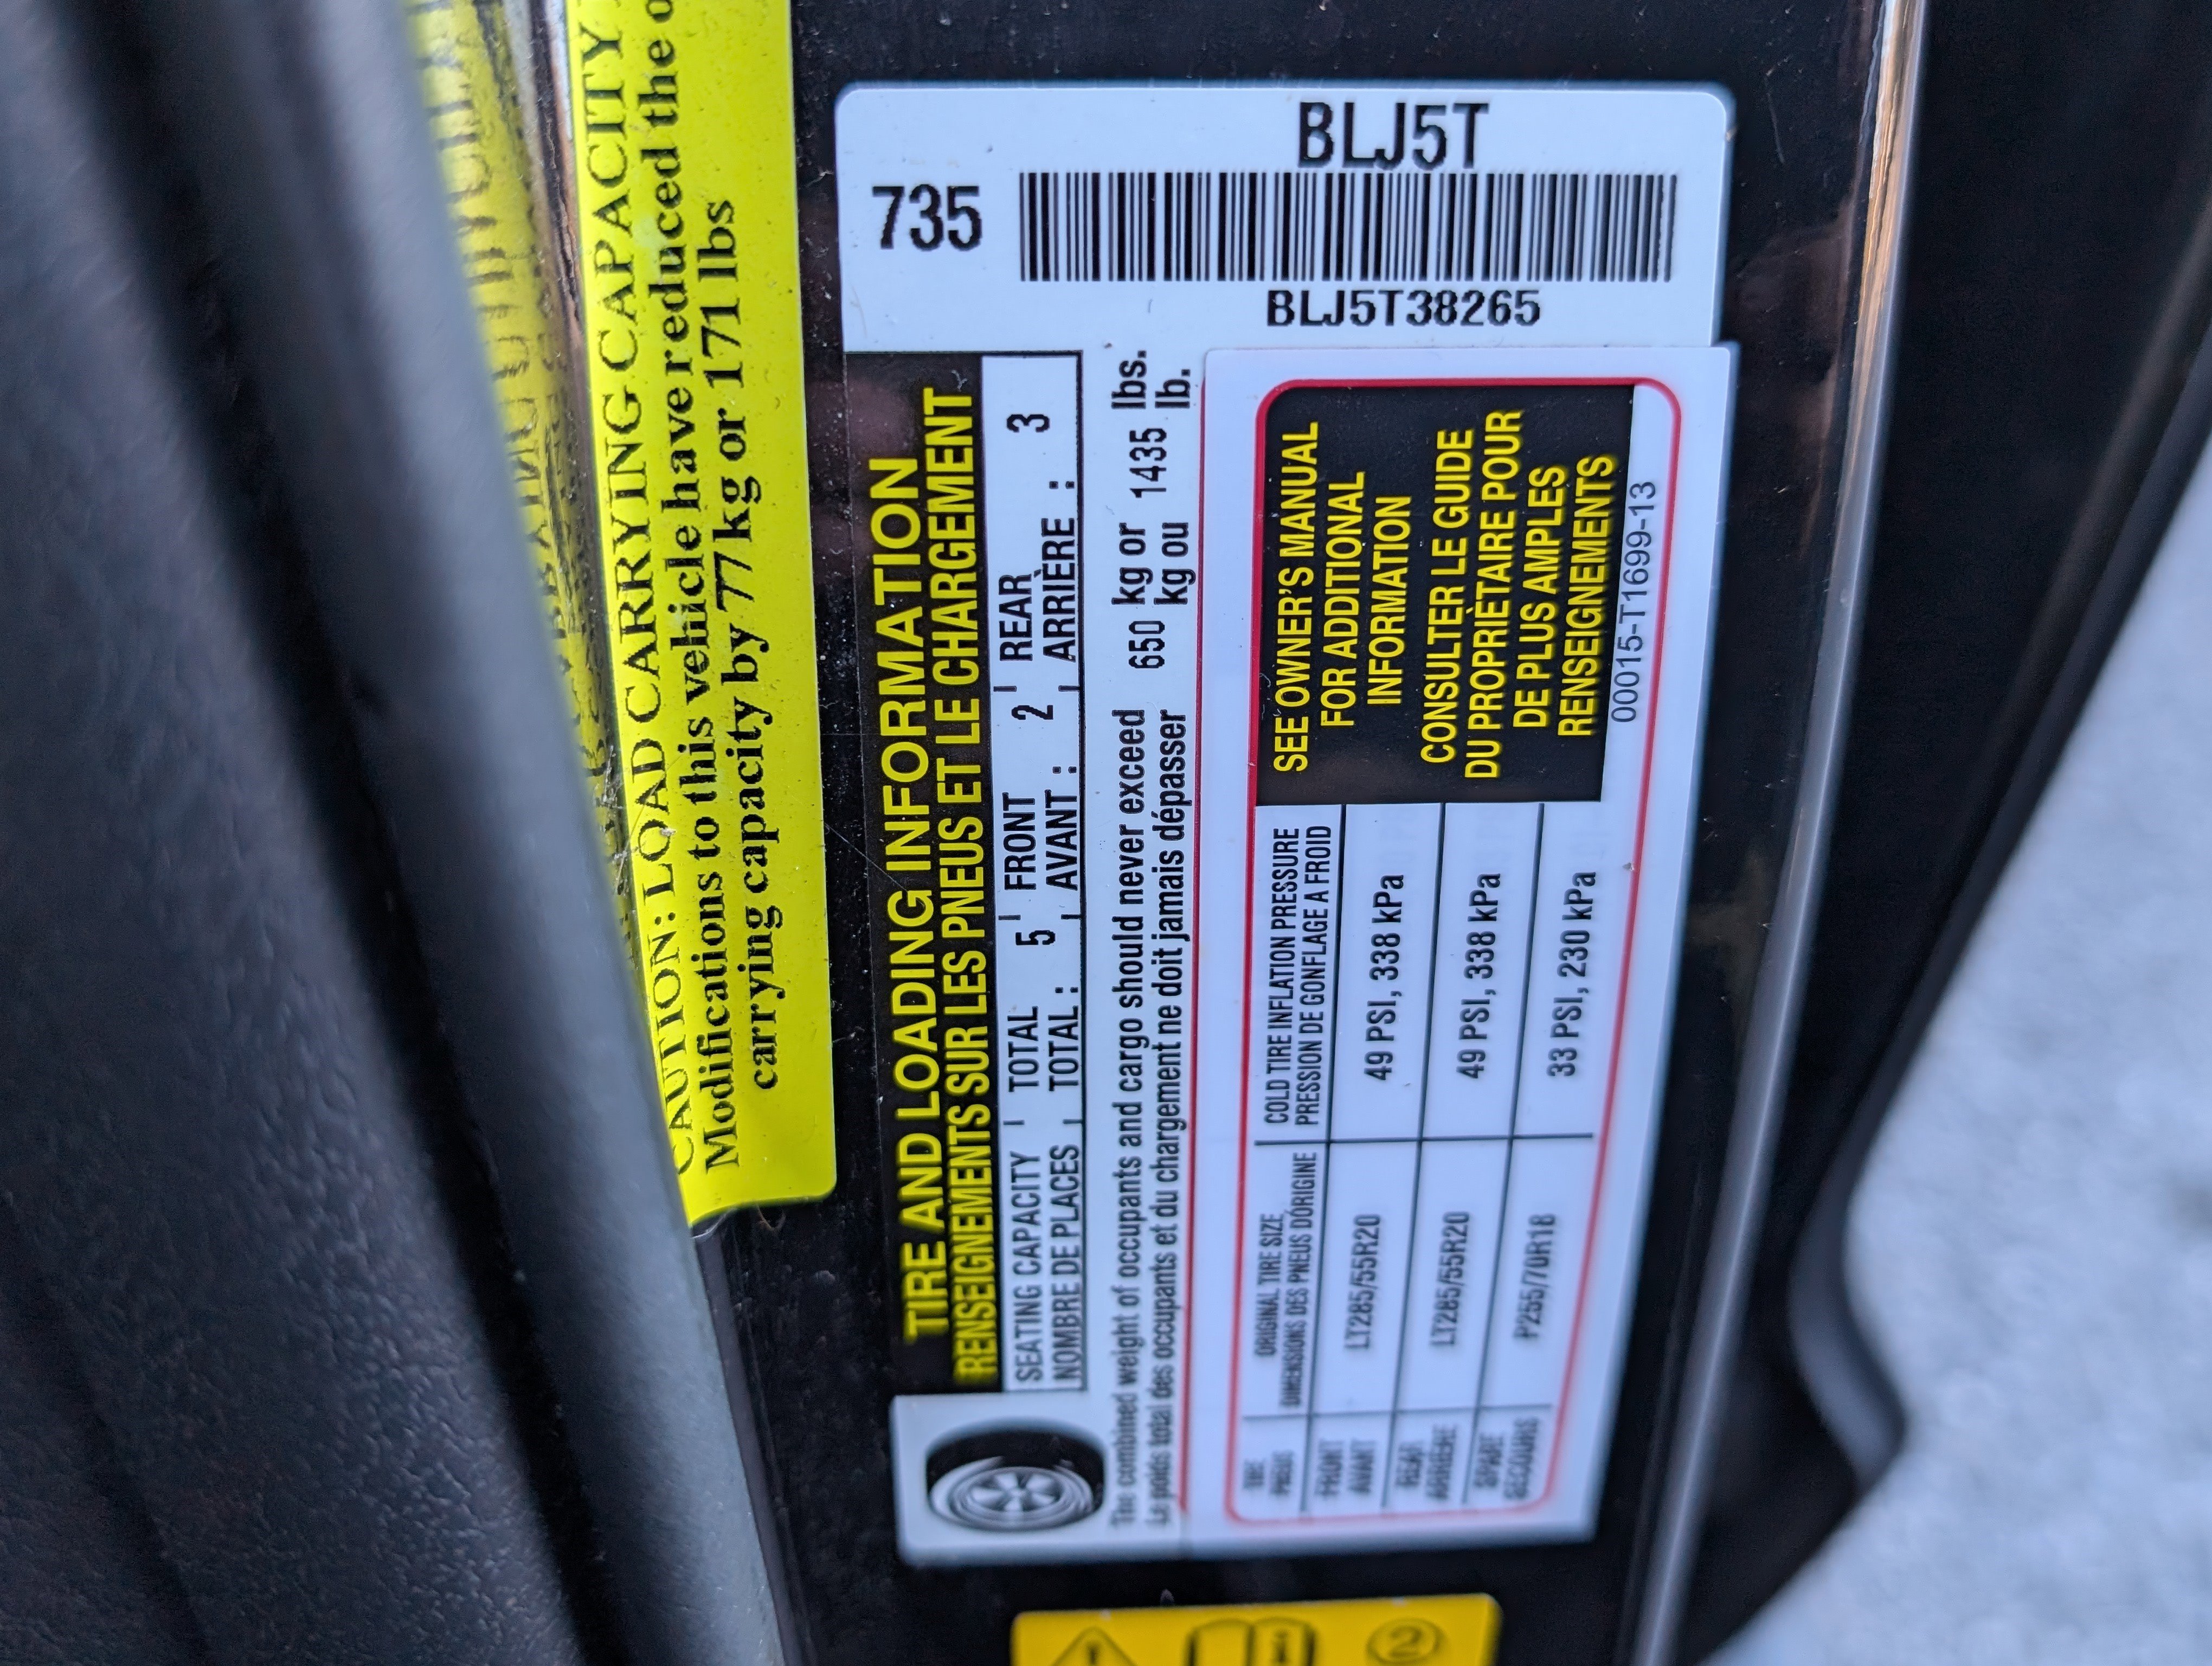 CAUTION: LOAD CARRYING CAPACITY
Modifications to this vehicle have reduced the
carrying capacity by 77kg or 171 lbs
735
BLJ5T
BLJ5T38265
TIRE AND LOADING INFORMATION
RENSEIGNEMENTS SUR LES PNEUS ET LE CHARGEMENT
SEATING CAPACITY TOTAL 5 FRONT 2 REAR 3
NOMBRE DE PLACES TOTAL : AVANT : ARRIÈRE :
The combined weight of occupants and cargo should never exceed 650 kg or 1435 lbs.
Le poids total des occupants et du chargement ne doit jamais dépasser kg ou lb.
TIRE
PNEUS
ORIGINAL TIRE SIZE
DIMENSIONS DES PNEUS DÓRIGINE
COLD TIRE INFLATION PRESSURE
PRESSION DE GONFLAGE A FROID
FRONT
AVANT
LT285/55R20
49 PSI, 338 kPa
REAR
ARRIÈRE
LT285/55R20
49 PSI, 338 kPa
SPARE
SECOURS
P255/70R18
33 PSI, 230 kPa
SEE OWNER'S MANUAL
FOR ADDITIONAL
INFORMATION
CONSULTER LE GUIDE
DU PROPRIÈTAIRE POUR
DE PLUS AMPLES
RENSEIGNEMENTS
00015-T1699-13
2